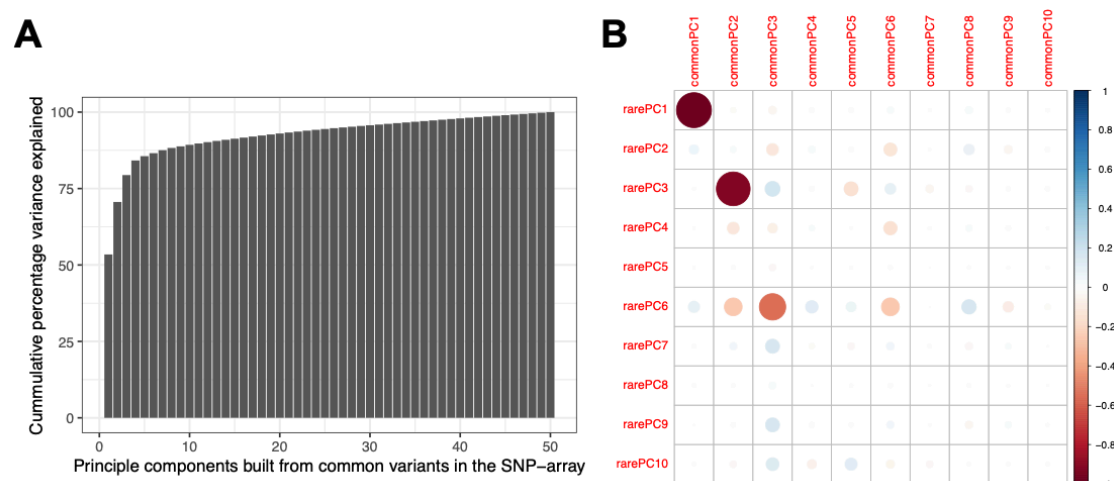 A
B
100
75
50
25
0
0
10
20
30
40
50
Cummulative percentage variance explained
Principle components built from common variants in the SNP−array
commonPC1
commonPC2
commonPC3
commonPC4
commonPC5
commonPC6
commonPC7
commonPC8
commonPC9
commonPC10
rarePC1
rarePC2
rarePC3
rarePC4
rarePC5
rarePC6
rarePC7
rarePC8
rarePC9
rarePC10
1
0.8
0.6
0.4
0.2
0
−0.2
−0.4
−0.6
−0.8